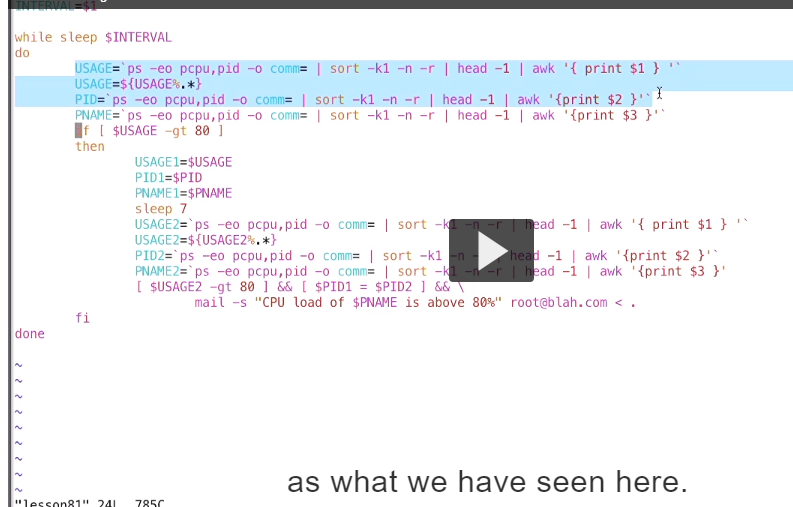 INTERVAL=$1
while sleep $INTERVAL
do
USAGE=`ps -eo pcpu,pid -o comm= | sort -k1 -n -r | head -1 | awk '{ print $1 } '`
USAGE=${USAGE%.*}
PID=`ps -eo pcpu,pid -o comm= | sort -k1 -n -r | head -1 | awk '{print $2 }'`
PNAME=`ps -eo pcpu,pid -o comm= | sort -k1 -n -r | head -1 | awk '{print $3 }'`
if [ $USAGE -gt 80 ]
then
USAGE1=$USAGE
PID1=$PID
PNAME1=$PNAME
sleep 7
USAGE2=`ps -eo pcpu,pid -o comm= | sort -k1 -n -r | head -1 | awk '{ print $1 } '`
USAGE2=${USAGE2%.*}
PID2=`ps -eo pcpu,pid -o comm= | sort -k1 -n -r | head -1 | awk '{print $2 }'`
PNAME2=`ps -eo pcpu,pid -o comm= | sort -k1 -n -r | head -1 | awk '{print $3 }'
[ $USAGE2 -gt 80 ] && [ $PID1 = $PID2 ] && \
mail -s "CPU load of $PNAME is above 80%" root@blah.com < .
fi
done
~
~
~
~
~
~
~
~
~
as what we have seen here.
"lesson81" 24L, 785C